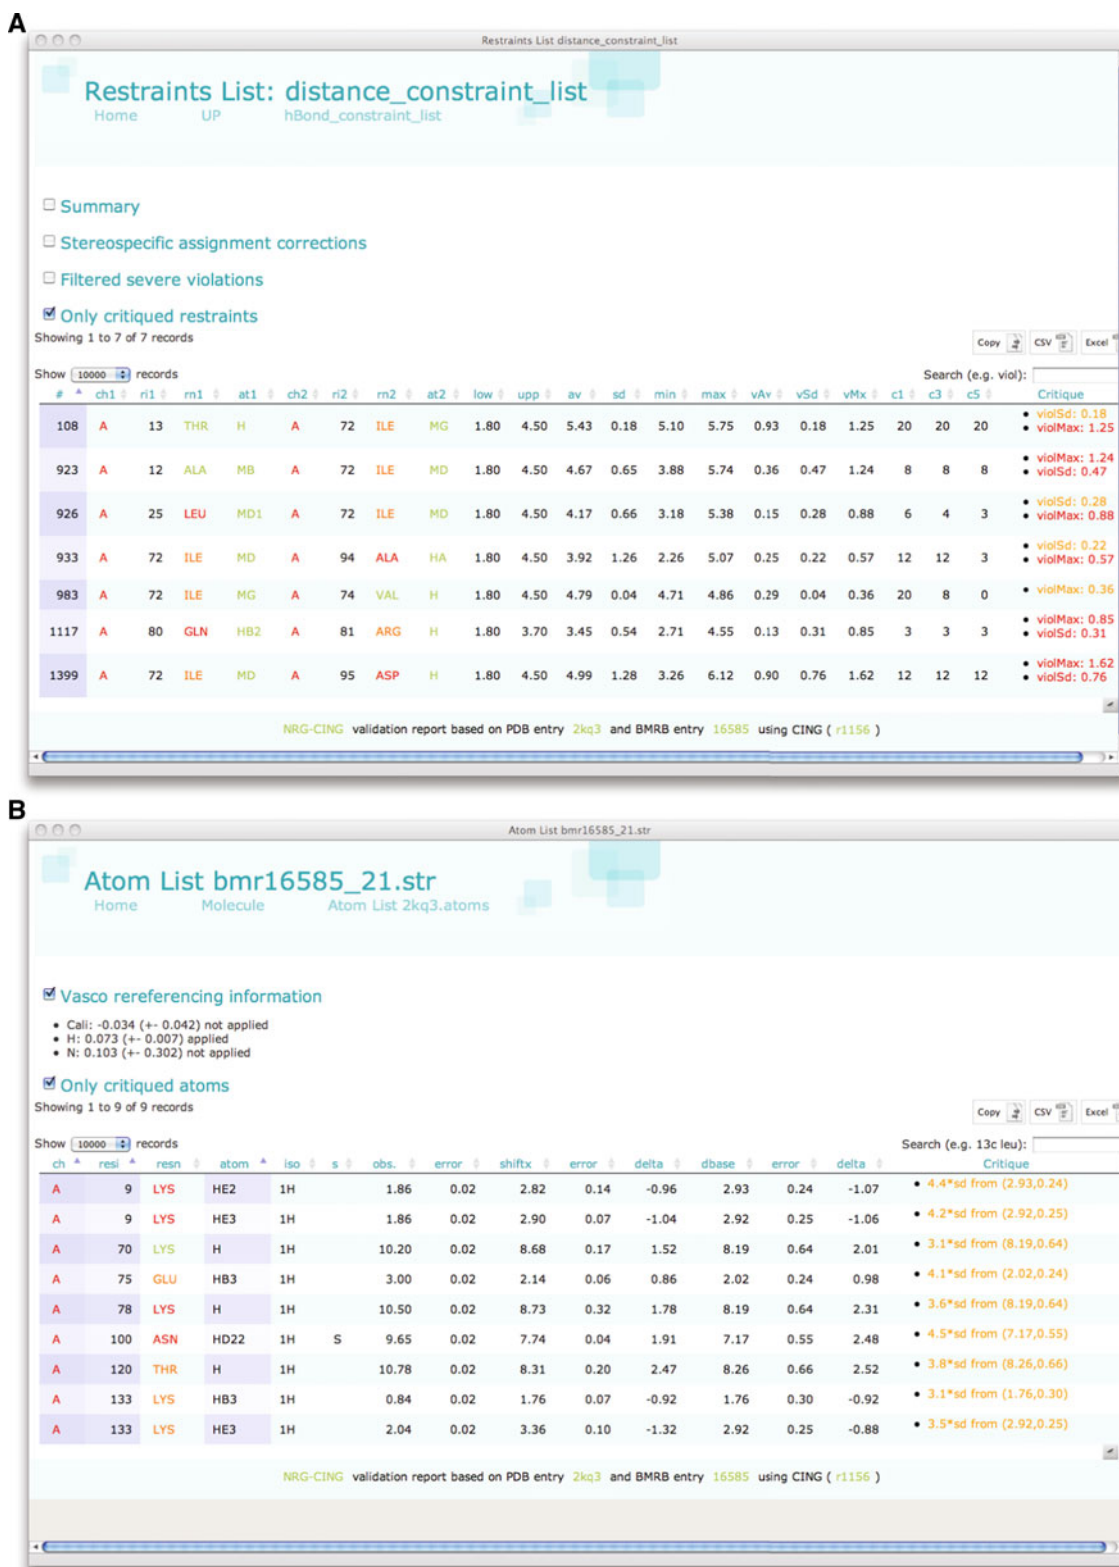 A
Restraints List distance_constraint_list
Restraints List: distance_constraint_list
Home UP hBond_constraint_list
Summary
Stereospecific assignment corrections
Filtered severe violations
Only critiqued restraints
Showing 1 to 7 of 7 records
Copy CSV Excel
Show 10000 records
Search (e.g. viol):
# ch1 ri1 rn1 at1 ch2 ri2 rn2 at2 low upp av sd min max vAv vSd vMx c1 c3 c5 Critique
108 A 13 THR H A 72 ILE MG 1.80 4.50 5.43 0.18 5.10 5.75 0.93 0.18 1.25 20 20 20 • violSd: 0.18
• violMax: 1.25
923 A 12 ALA MB A 72 ILE MD 1.80 4.50 4.67 0.65 3.88 5.74 0.36 0.47 1.24 8 8 8 • violMax: 1.24
• violSd: 0.47
926 A 25 LEU MD1 A 72 ILE MD 1.80 4.50 4.17 0.66 3.18 5.38 0.15 0.28 0.88 6 4 3 • violSd: 0.28
• violMax: 0.88
933 A 72 ILE MD A 94 ALA HA 1.80 4.50 3.92 1.26 2.26 5.07 0.25 0.22 0.57 12 12 3 • violSd: 0.22
• violMax: 0.57
983 A 72 ILE MG A 74 VAL H 1.80 4.50 4.79 0.04 4.71 4.86 0.29 0.04 0.36 20 8 0 • violMax: 0.36
1117 A 80 GLN HB2 A 81 ARG H 1.80 3.70 3.45 0.54 2.71 4.55 0.13 0.31 0.85 3 3 3 • violMax: 0.85
• violSd: 0.31
1399 A 72 ILE MD A 95 ASP H 1.80 4.50 4.99 1.28 3.26 6.12 0.90 0.76 1.62 12 12 12 • violMax: 1.62
• violSd: 0.76
NRG-CING validation report based on PDB entry 2kq3 and BMRB entry 16585 using CING ( r1156 )
B
Atom List bmr16585_21.str
Atom List bmr16585_21.str
Home Molecule Atom List 2kq3.atoms
Vasco rereferencing information
• Cali: -0.034 (+- 0.042) not applied
• H: 0.073 (+- 0.007) applied
• N: 0.103 (+- 0.302) not applied
Only critiqued atoms
Showing 1 to 9 of 9 records
Copy CSV Excel
Show 10000 records
Search (e.g. 13c leu):
ch resi resn atom iso s obs. error shiftx error delta dbase error delta Critique
A 9 LYS HE2 1H 1.86 0.02 2.82 0.14 -0.96 2.93 0.24 -1.07 • 4.4*sd from (2.93,0.24)
A 9 LYS HE3 1H 1.86 0.02 2.90 0.07 -1.04 2.92 0.25 -1.06 • 4.2*sd from (2.92,0.25)
A 70 LYS H 1H 10.20 0.02 8.68 0.17 1.52 8.19 0.64 2.01 • 3.1*sd from (8.19,0.64)
A 75 GLU HB3 1H 3.00 0.02 2.14 0.06 0.86 2.02 0.24 0.98 • 4.1*sd from (2.02,0.24)
A 78 LYS H 1H 10.50 0.02 8.73 0.32 1.78 8.19 0.64 2.31 • 3.6*sd from (8.19,0.64)
A 100 ASN HD22 1H S 9.65 0.02 7.74 0.04 1.91 7.17 0.55 2.48 • 4.5*sd from (7.17,0.55)
A 120 THR H 1H 10.78 0.02 8.31 0.20 2.47 8.26 0.66 2.52 • 3.8*sd from (8.26,0.66)
A 133 LYS HB3 1H 0.84 0.02 1.76 0.07 -0.92 1.76 0.30 -0.92 • 3.1*sd from (1.76,0.30)
A 133 LYS HE3 1H 2.04 0.02 3.36 0.10 -1.32 2.92 0.25 -0.88 • 3.5*sd from (2.92,0.25)
NRG-CING validation report based on PDB entry 2kq3 and BMRB entry 16585 using CING ( r1156 )